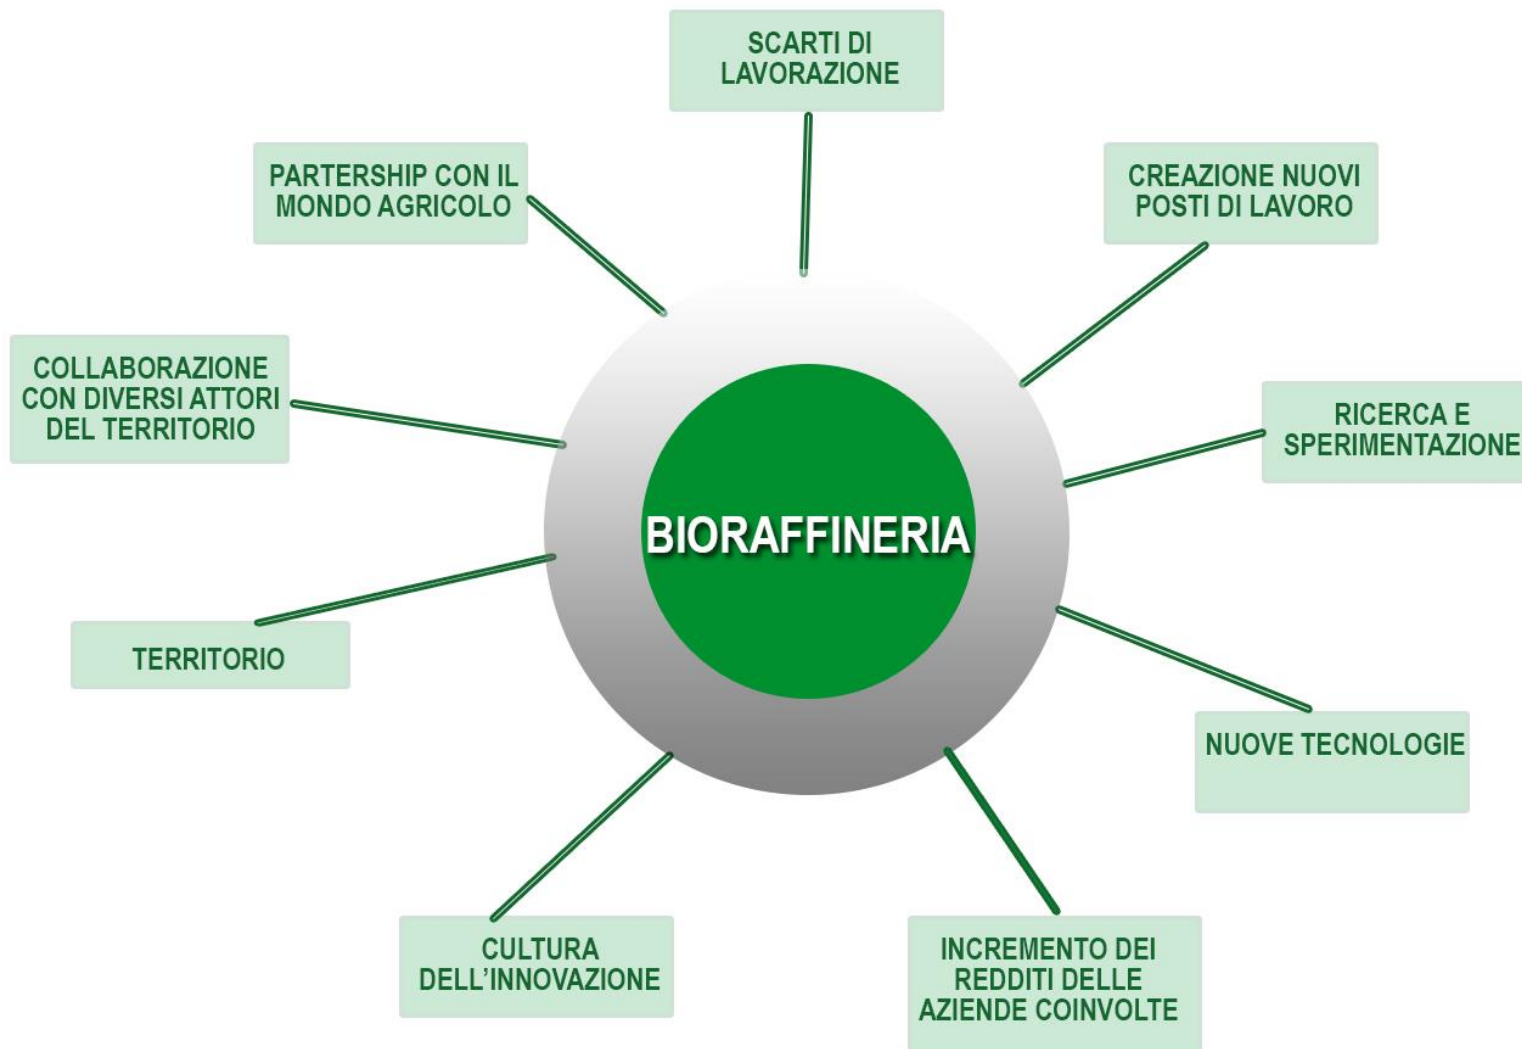 SCARTI DI
LAVORAZIONE
PARTERSHIP CON IL
MONDO AGRICOLO
CREAZIONE NUOVI
POSTI DI LAVORO
COLLABORAZIONE
CON DIVERSI ATTORI
DEL TERRITORIO
RICERCA E
SPERIMENTAZIONE
BIORAFFINERIA
TERRITORIO
NUOVE TECNOLOGIE
CULTURA
DELL’INNOVAZIONE
INCREMENTO DEI
REDDITI DELLE
AZIENDE COINVOLTE